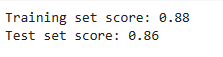 Training set score: 0.88
Test set score: 0.86